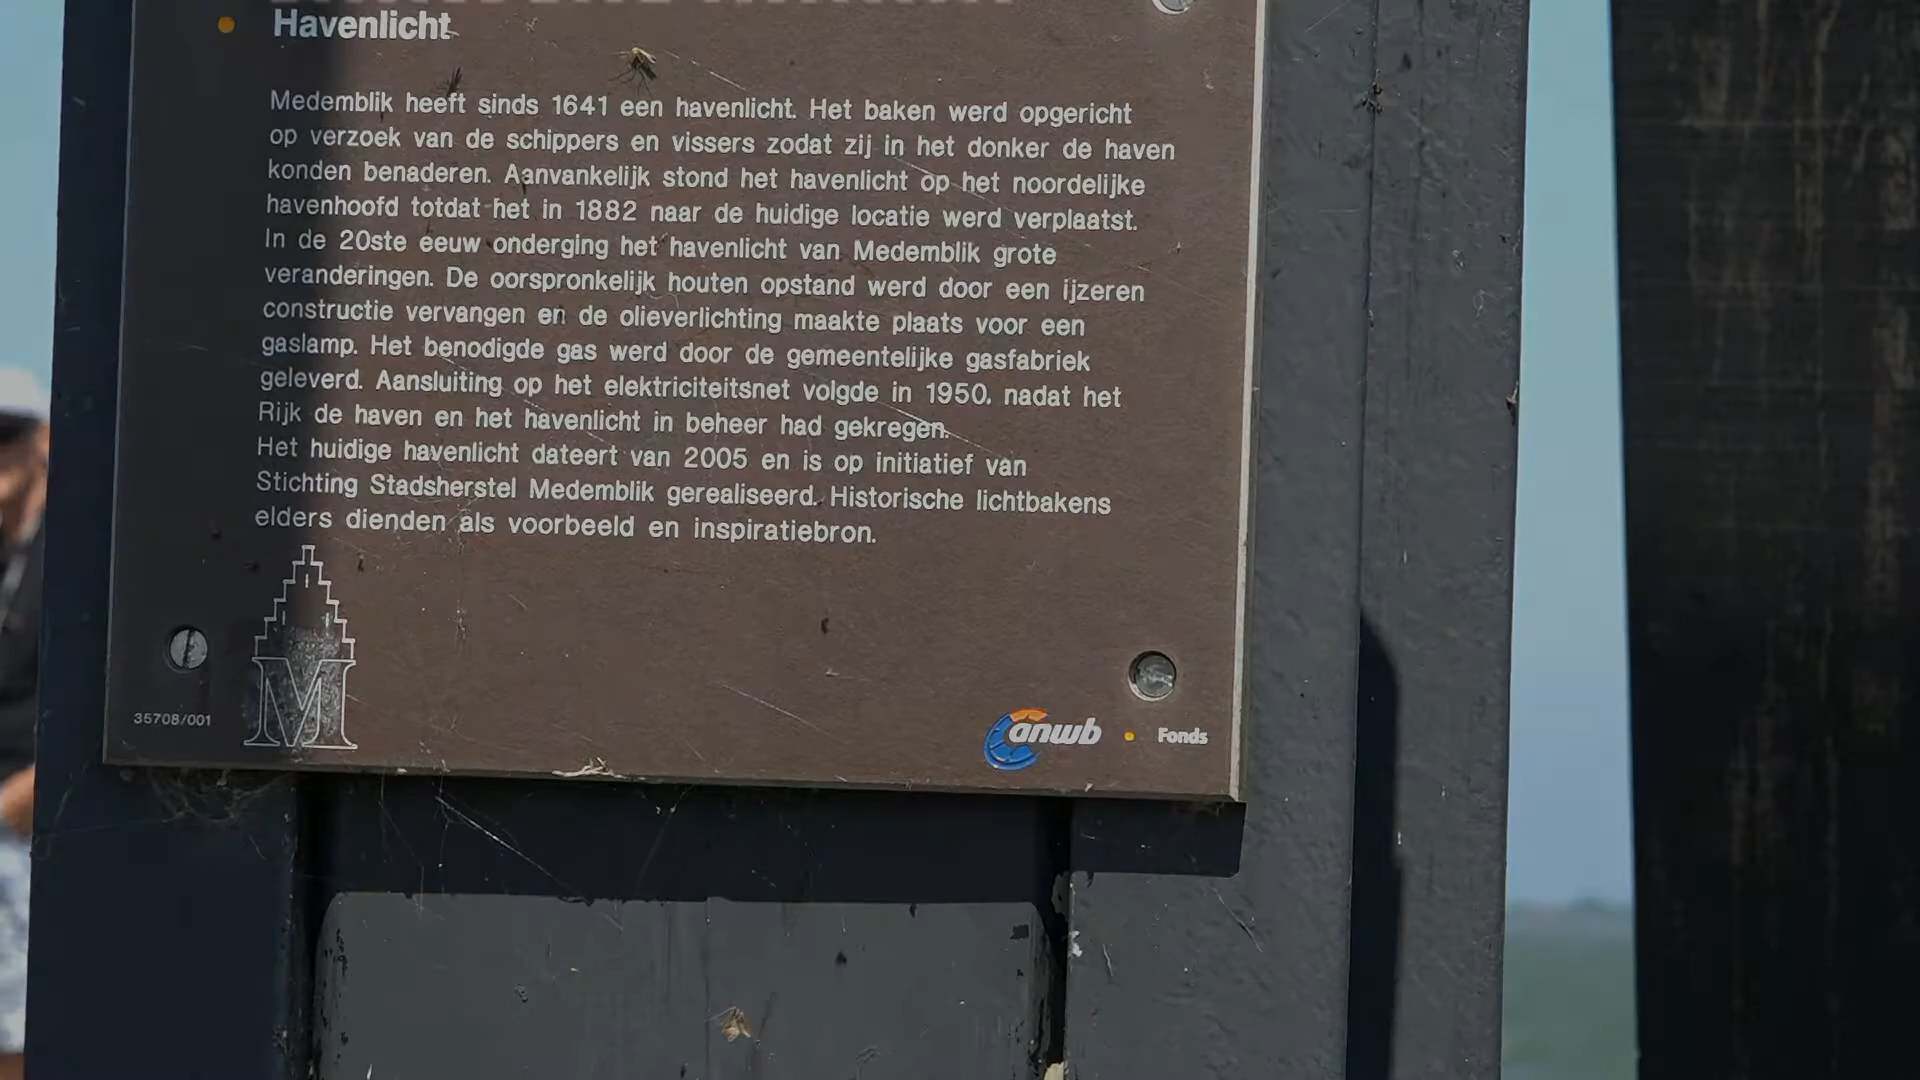 Havenlicht
Medemblik heeft sinds 1641 een havenlicht. Het baken werd opgericht
op verzoek van de schippers en vissers zodat zij in het donker de haven
konden benaderen. Aanvankelijk stond het havenlicht op het noordelijke
havenhoofd totdat het in 1882 naar de huidige locatie werd verplaatst.
In de 20ste eeuw onderging het havenlicht van Medemblik grote
veranderingen. De oorspronkelijk houten opstand werd door een ijzeren
constructie vervangen en de olieverlichting maakte plaats voor een
gaslamp. Het benodigde gas werd door de gemeentelijke gasfabriek
geleverd. Aansluiting op het elektriciteitsnet volgde in 1950, nadat het
Rijk de haven en het havenlicht in beheer had gekregen.
Het huidige havenlicht dateert van 2005 en is op initiatief van
Stichting Stadsherstel Medemblik gerealiseerd. Historische lichtbakens
elders dienden als voorbeeld en inspiratiebron.
M
35708/001
anwb • Fonds